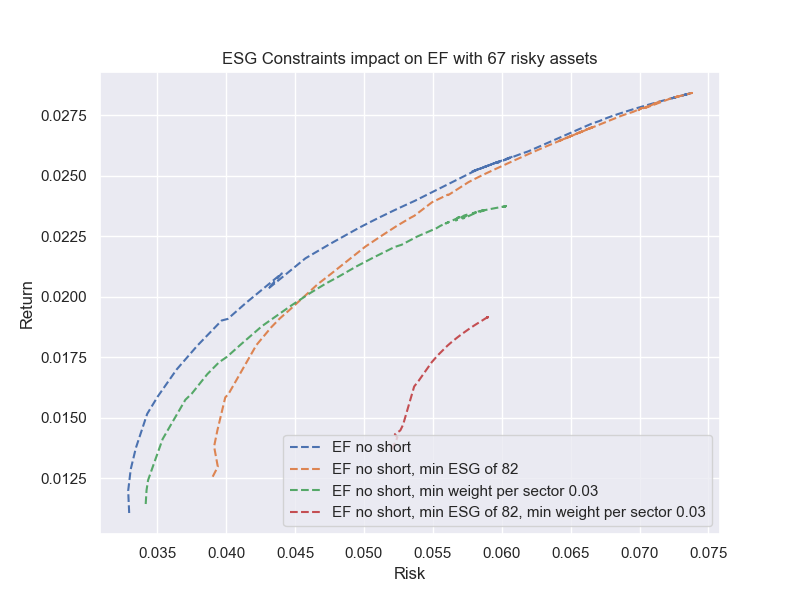 ESG Constraints impact on EF with 67 risky assets
Return
0.0275
0.0250
0.0225
0.0200
0.0175
0.0150
0.0125
EF no short
EF no short, min ESG of 82
EF no short, min weight per sector 0.03
EF no short, min ESG of 82, min weight per sector 0.03
0.035 0.040 0.045 0.050 0.055 0.060 0.065 0.070 0.075
Risk